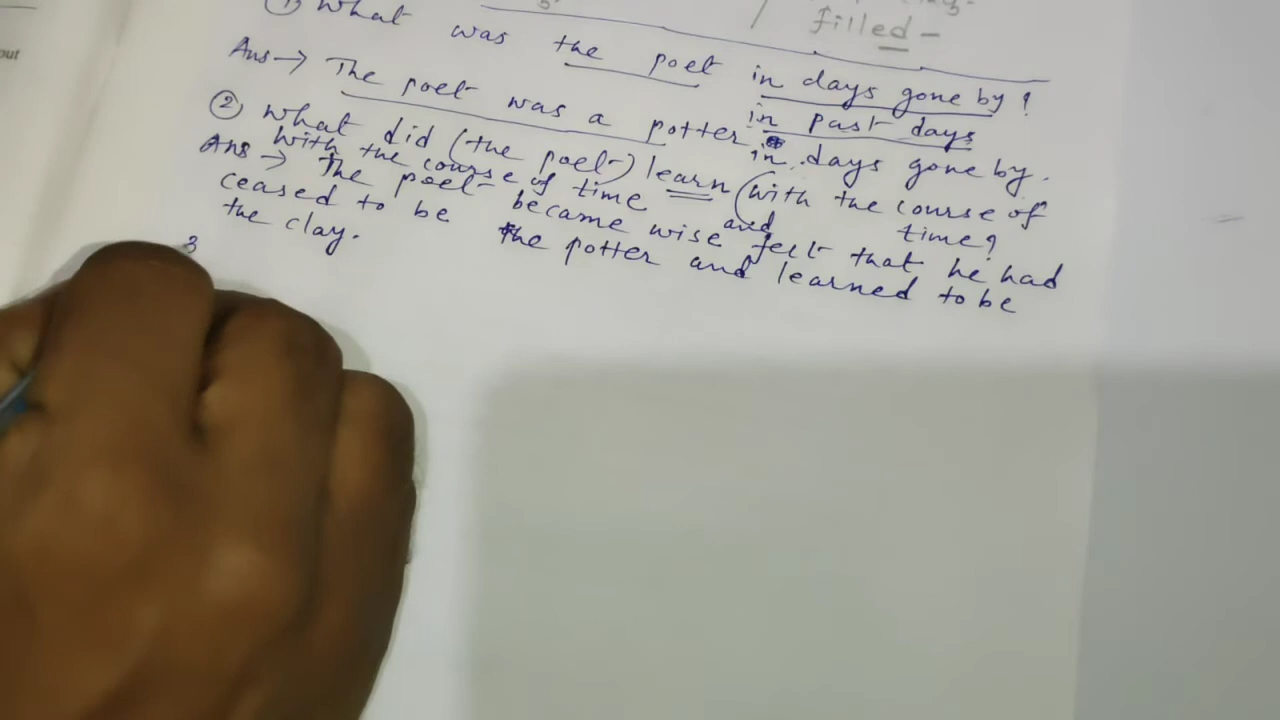 out
filled -
1) What was the poet in days gone by?
in past days
Ans → The poet was a potter in days gone by.
2 What did (the poet) learn (with the course of time?
Ans → With the course of time
The poet became wise and felt that he had
ceased to be the potter and learned to be
the clay.
3